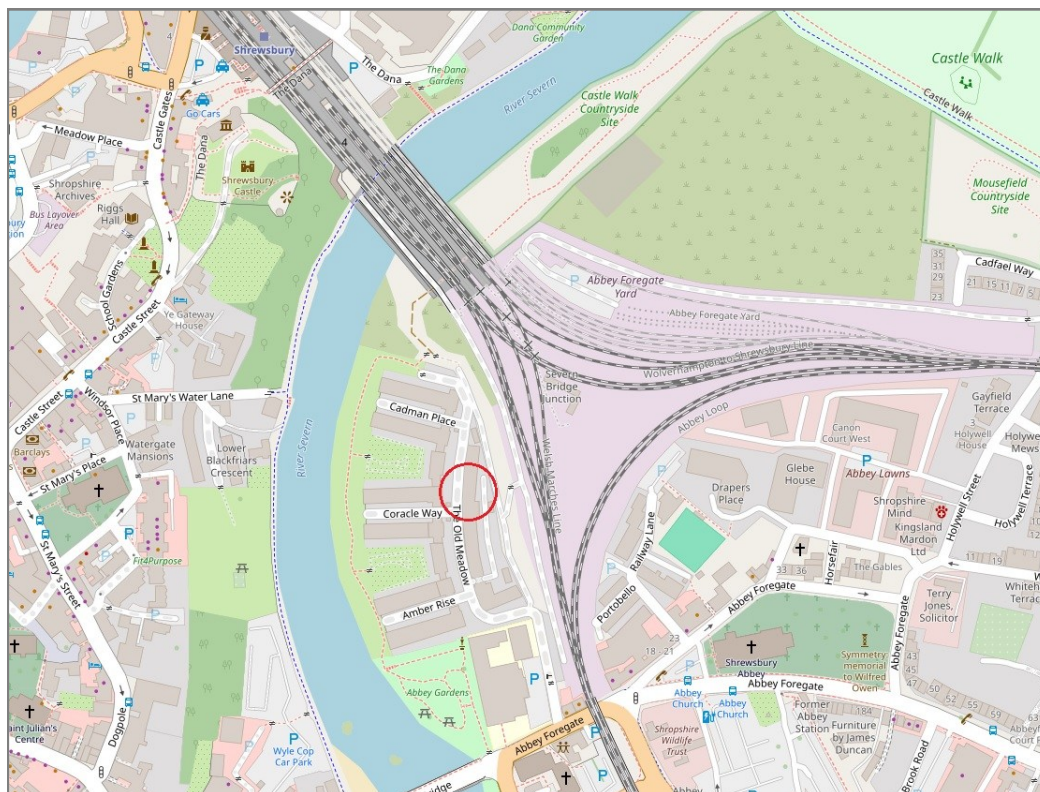 4
Shrewsbury
Go Cars
Meadow Place
Castle Gates
The Dana
The Dana
The Dana
The Dana
Gardens
Dana Community
Garden
River Severn
Castle Walk
Countryside
Site
Castle Walk
Castle Walk
Mousefield
Countryside
Site
Shropshire
Archives
Bus Layover
Area
Riggs
Hall
Shrewsbury
Castle
4
School Gardens
Castle Street
Ye Gateway
House
Abbey Foregate
Yard
Abbey Foregate Yard
Wolverhampton to Shrewsbury Line
35
31
29
23
Cadfael Way
21 15 11 7 5
Severn
Bridge
Junction
Abbey Loop
Welsh Marches Line
Castle Street
Barclays
Windsor Place
St Mary's Water Lane
Watergate
Mansions
Lower
Blackfriars
Crescent
St Mary's Place
River Severn
Cadman Place
Coracle Way
The Old Meadow
Amber Rise
Canon
Court West
Abbey Lawns
Gayfield
Terrace
3
Holywell
House
Holywell
Mews
Holywell Street
Holywell Terrace
Drapers
Place
Glebe
House
Shropshire
Mind
Kingsland
Mardon
Ltd
Railway Lane
Portobello
33 36
Horsefair
The Gables
Abbey Foregate
Fit4Purpose
St Mary's Street
Dogpole
Saint Julian's
Centre
Wyle Cop
Car Park
Abbey Gardens
Abbey Foregate
23
18 - 21
Shrewsbury
Abbey
Symmetry
memorial
to Wilfred
Owen
Terry
Jones,
Solicitor
Abbey Foregate
43
45
47
50
52
55
59
63
Abbey
Church
Abbey
Church
Abbey Foregate
Former
Abbey
Station
184
Furniture
by James
Duncan
Brook Road
Shropshire
Wildlife
Trust